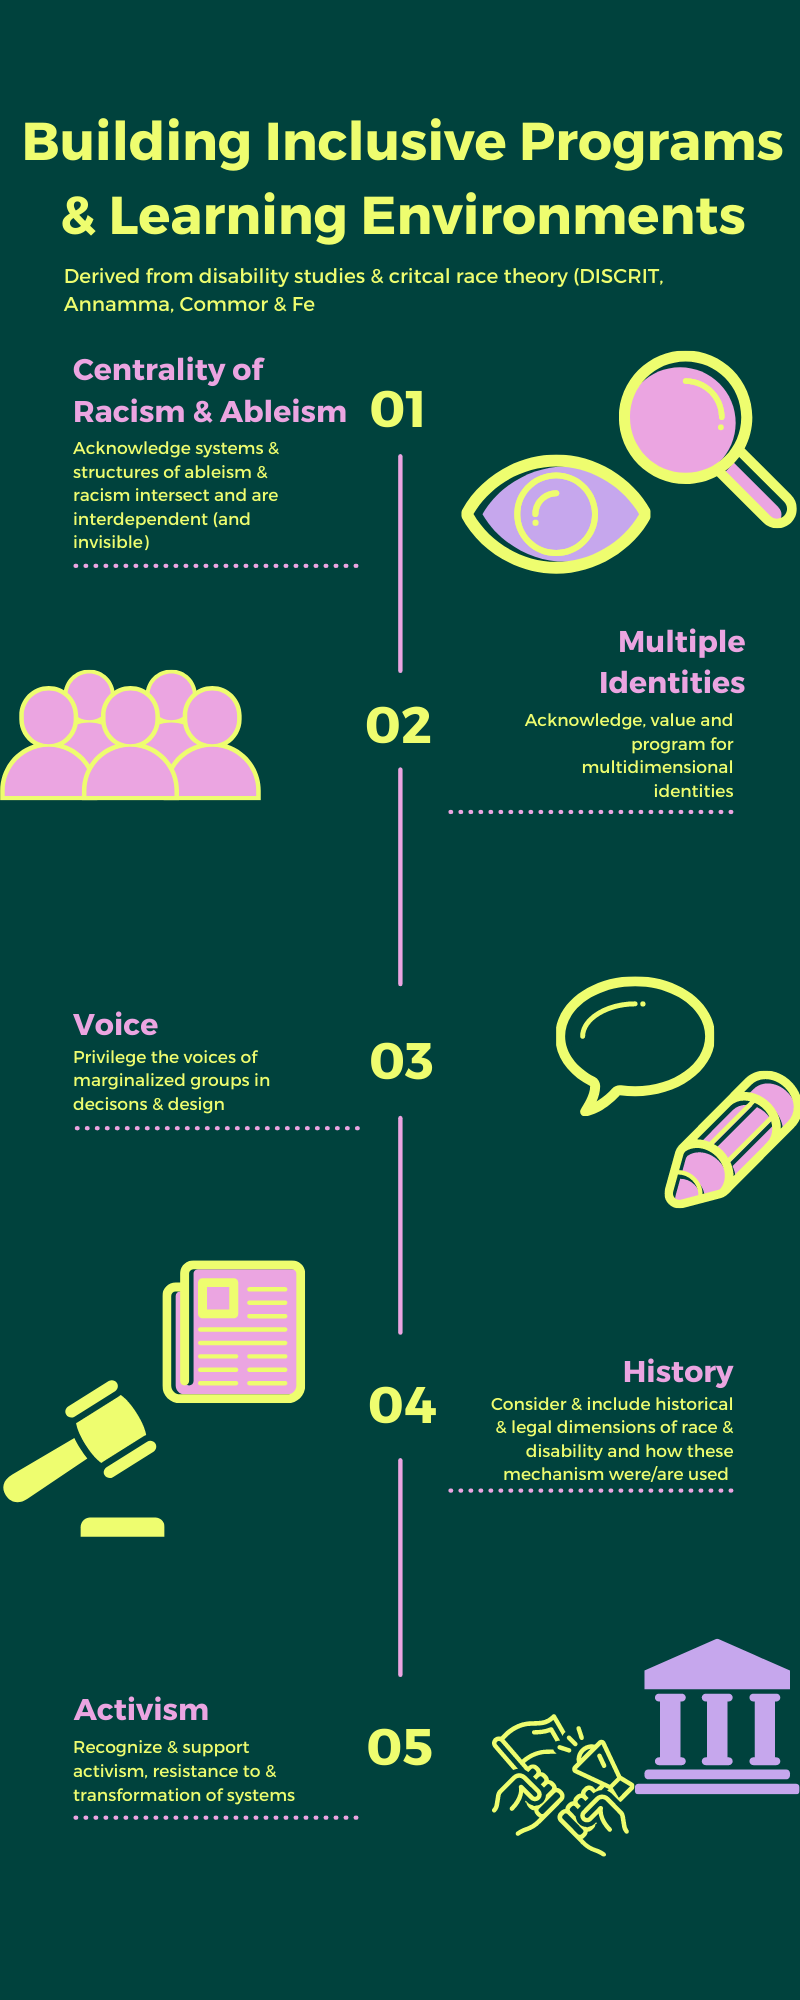 Building Inclusive Programs
& Learning Environments
Derived from disability studies & critcal race theory (DISCRIT,
Annamma, Commor & Fe
Centrality of
Racism & Ableism
01
Acknowledge systems &
structures of ableism &
racism intersect and are
interdependent (and
invisible)
Multiple
Identities
02
Acknowledge, value and
program for
multidimensional
identities
Voice
03
Privilege the voices of
marginalized groups in
decisons & design
History
04
Consider & include historical
& legal dimensions of race &
disability and how these
mechanism were/are used
Activism
05
Recognize & support
activism, resistance to &
transformation of systems